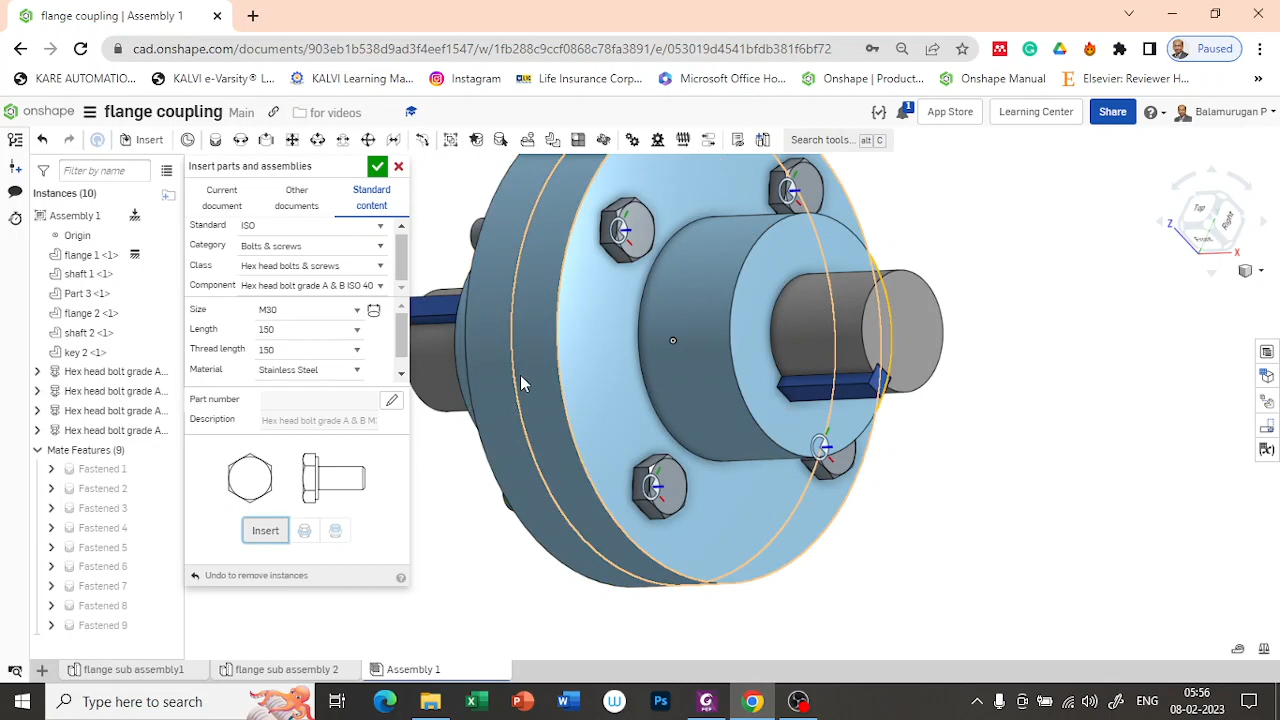 flange coupling | Assembly 1
cad.onshape.com/documents/903eb1b538d9ad3f4eef1547/w/1fb288c9ccf0868c78fa3891/e/053019d4541bfdb381f6bf72
Paused
KARE AUTOMATIO...
KALVI e-Varsity® (...
KALVI Learning Ma...
Instagram
Life Insurance Corp...
Microsoft Office Ho...
Onshape | Product...
Onshape Manual
Elsevier: Reviewer H...
»
onshape
flange coupling
Main
for videos
1
App Store
Learning Center
Share
Balamurugan P
Insert
Search tools...
alt
C
Filter by name
Instances (10)
Assembly 1
Origin
flange 1 <1>
shaft 1 <1>
Part 3 <1>
flange 2 <1>
shaft 2 <1>
key 2 <1>
Hex head bolt grade A...
Hex head bolt grade A...
Hex head bolt grade A...
Hex head bolt grade A...
Mate Features (9)
Fastened 1
Fastened 2
Fastened 3
Fastened 4
Fastened 5
Fastened 6
Fastened 7
Fastened 8
Fastened 9
Insert parts and assemblies
Current document
Other documents
Standard content
Standard ISO
Category Bolts & screws
Class Hex head bolts & screws
Component Hex head bolt grade A & B ISO 40
Size M30
Length 150
Thread length 150
Material Stainless Steel
Part number
Description Hex head bolt grade A & B M
Insert
Undo to remove instances
Top
Front
Right
Z
X
flange sub assembly1
flange sub assembly 2
Assembly 1
Type here to search
ENG
05:56
08-02-2023